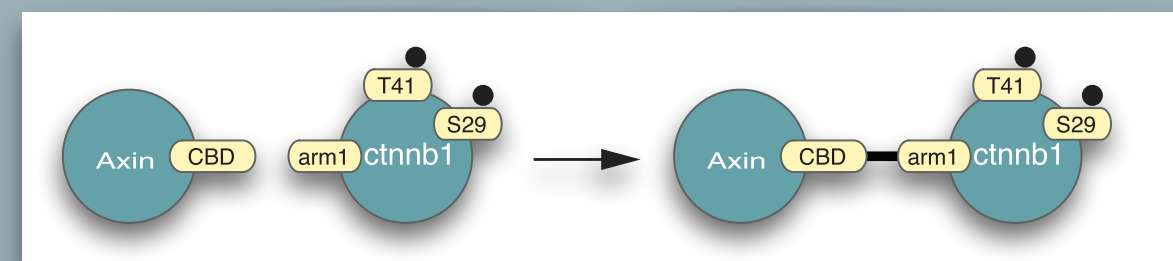 T41
S29
Axin
CBD
arm1
ctnnb1
T41
S29
Axin
CBD
arm1
ctnnb1